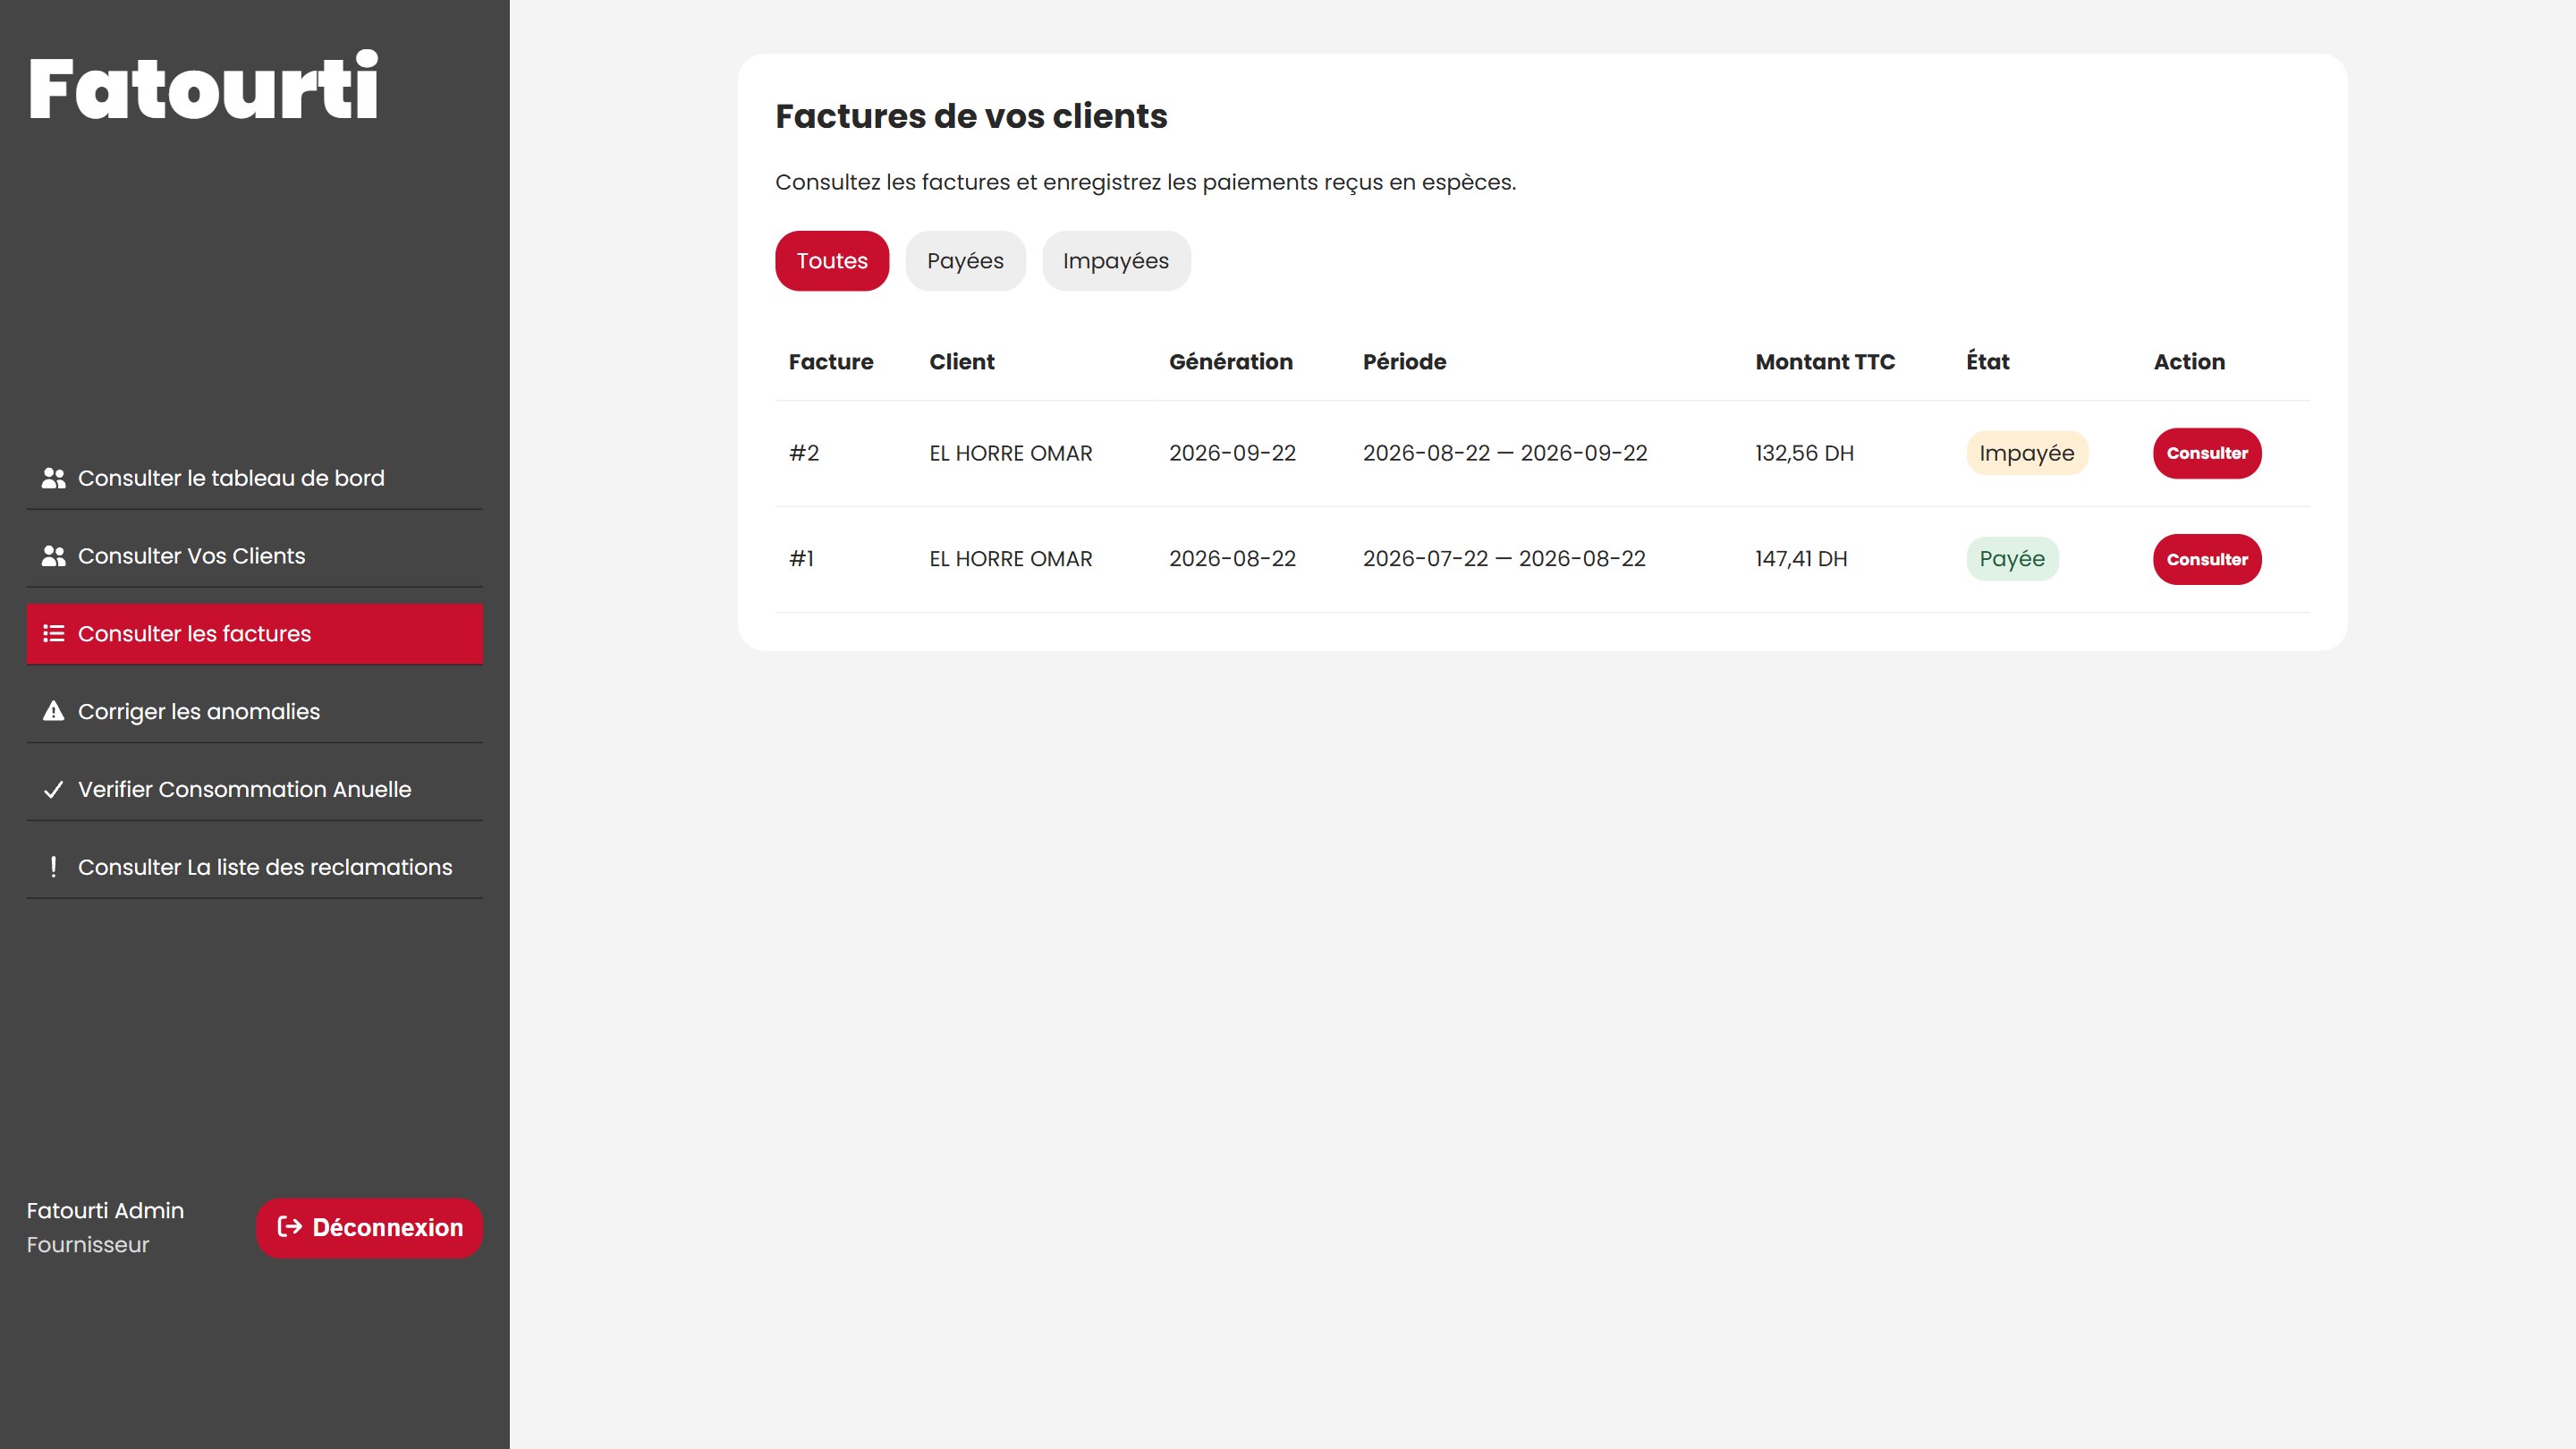 Fatourti
Consulter le tableau de bord
Consulter Vos Clients
Consulter les factures
Corriger les anomalies
Verifier Consommation Anuelle
Consulter La liste des reclamations
Fatourti Admin
Fournisseur
Déconnexion
Factures de vos clients
Consultez les factures et enregistrez les paiements reçus en espèces.
Toutes Payées Impayées
Facture Client Génération Période Montant TTC État Action
#2 EL HORRE OMAR 2026-09-22 2026-08-22 — 2026-09-22 132,56 DH Impayée Consulter
#1 EL HORRE OMAR 2026-08-22 2026-07-22 — 2026-08-22 147,41 DH Payée Consulter